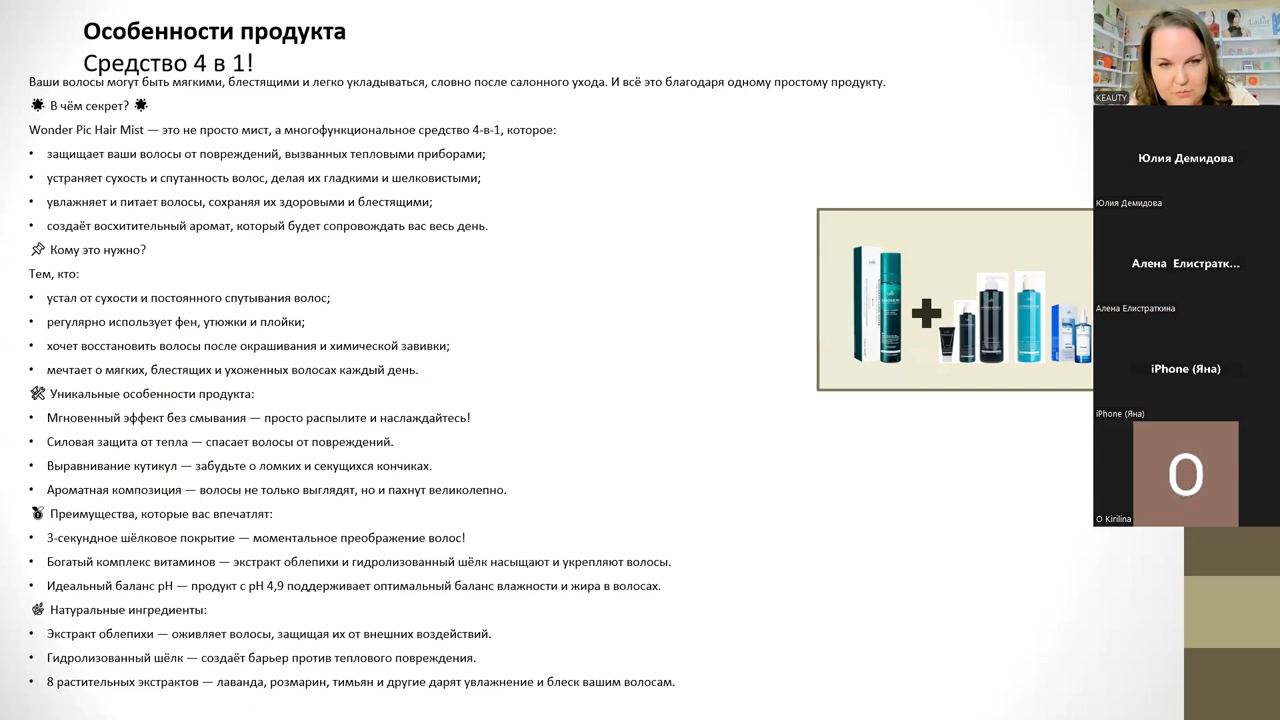 Особенности продукта
Средство 4 в 1!
Ваши волосы могут быть мягкими, блестящими и легко укладываться, словно после салонного ухода. И всё это благодаря одному простому продукту.
В чём секрет?
Wonder Pic Hair Mist — это не просто мист, а многофункциональное средство 4-в-1, которое:
• защищает ваши волосы от повреждений, вызванных тепловыми приборами;
• устраняет сухость и спутанность волос, делая их гладкими и шелковистыми;
• увлажняет и питает волосы, сохраняя их здоровыми и блестящими;
• создаёт восхитительный аромат, который будет сопровождать вас весь день.
Кому это нужно?
Тем, кто:
• устал от сухости и постоянного спутывания волос;
• регулярно использует фен, утюжки и плойки;
• хочет восстановить волосы после окрашивания и химической завивки;
• мечтает о мягких, блестящих и ухоженных волосах каждый день.
Уникальные особенности продукта:
• Мгновенный эффект без смывания — просто распылите и наслаждайтесь!
• Силовая защита от тепла — спасает волосы от повреждений.
• Выравнивание кутикул — забудьте о ломких и секущихся кончиках.
• Ароматная композиция — волосы не только выглядят, но и пахнут великолепно.
Преимущества, которые вас впечатлят:
• 3-секундное шёлковое покрытие — моментальное преображение волос!
• Богатый комплекс витаминов — экстракт облепихи и гидролизованный шёлк насыщают и укрепляют волосы.
• Идеальный баланс pH — продукт с pH 4,9 поддерживает оптимальный баланс влажности и жира в волосах.
Натуральные ингредиенты:
• Экстракт облепихи — оживляет волосы, защищая их от внешних воздействий.
• Гидролизованный шёлк — создаёт барьер против теплового повреждения.
• 8 растительных экстрактов — лаванда, розмарин, тимьян и другие дарят увлажнение и блеск вашим волосам.
KEAUTY
Юлия Демидова
Юлия Демидова
Алена Елистратк...
Алена Елистраткина
iPhone (Яна)
iPhone (Яна)
O
O Kirilina